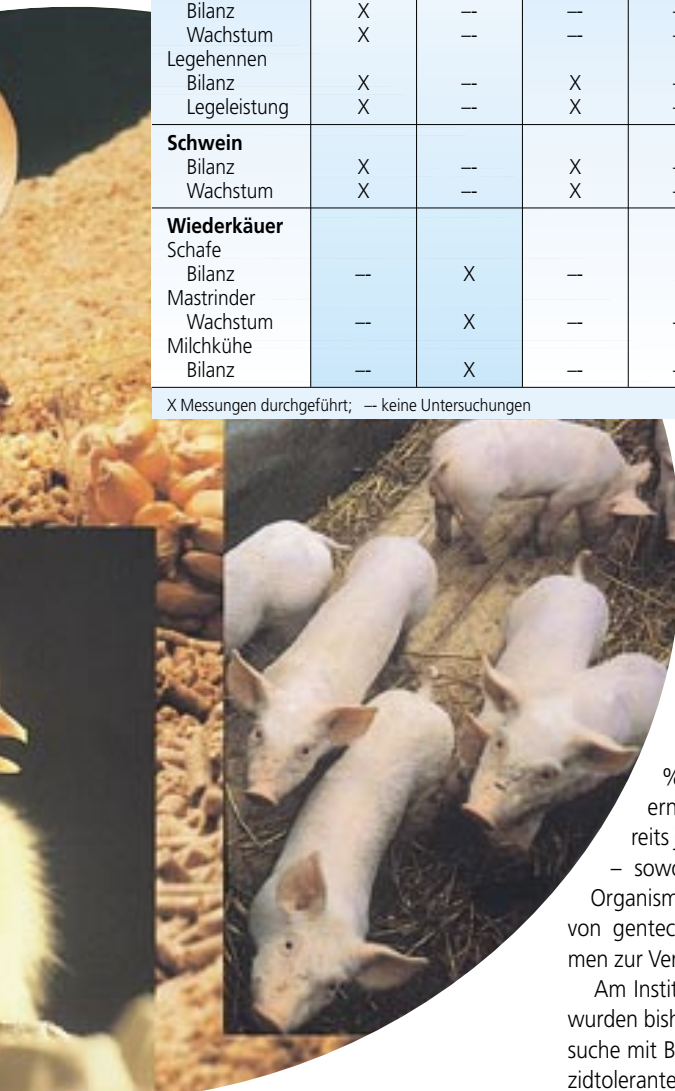 Bilanz X –- –- –
Wachstum X –- –- –
Legehennen
Bilanz X –- X –
Legeleistung X –- X –
Schwein
Bilanz X –- X –
Wachstum X –- X –
Wiederkäuer
Schafe
Bilanz –- X –-
Mastrinder
Wachstum –- X –- –
Milchkühe
Bilanz –- X –- –
X Messungen durchgeführt; –- keine Untersuchungen
%
ern
reits
– sowo
Organism
von gentec
men zur Ver
Am Instit
wurden bish
suche mit B
zidtolerante